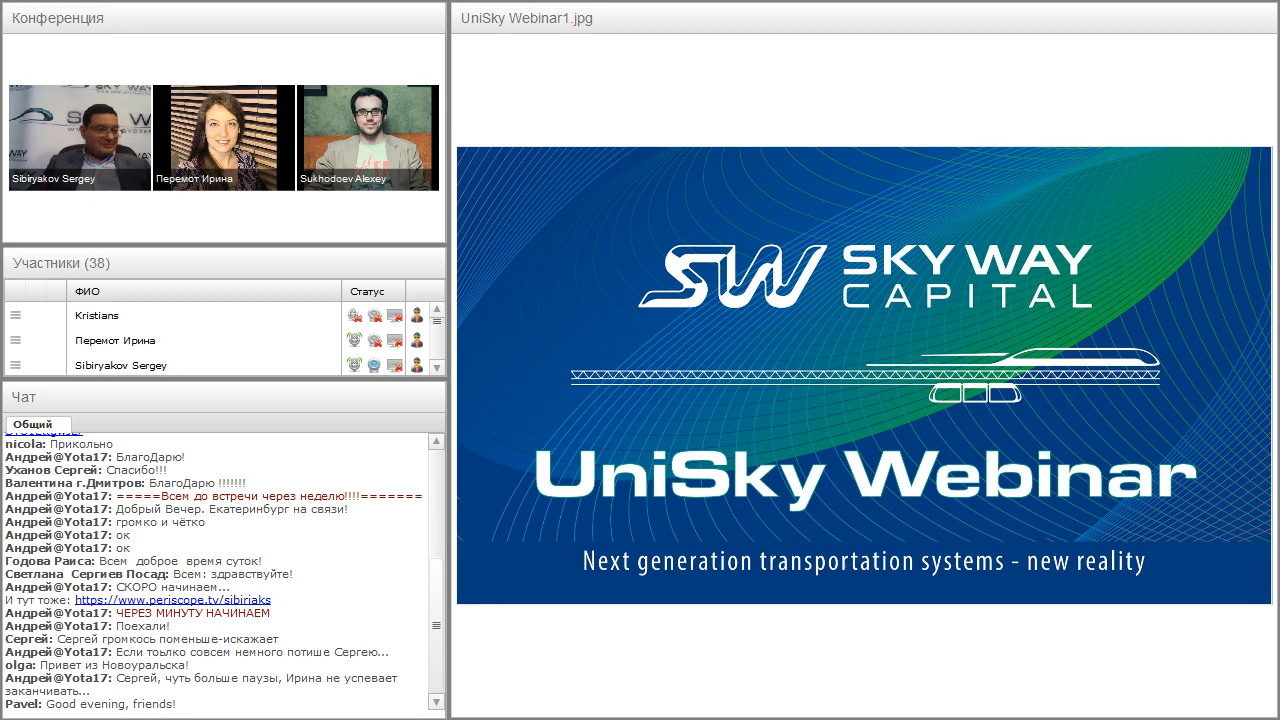 Конференция
SKY WAY
Sibiryakov Sergey
Перемот Ирина
Sukhodoev Alexey
Участники (38)
ФИО
Статус
Kristians
Перемот Ирина
Sibiryakov Sergey
Чат
Общий
nicola: Прикольно
Андрей@Yota17: БлагоДарю!
Уханов Сергей: Спасибо!!!
Валентина г.Дмитров: БлагоДарю !!!!!!!
Андрей@Yota17: =====Всем до встречи через неделю!!!!=======
Андрей@Yota17: Добрый Вечер. Екатеринбург на связи!
Андрей@Yota17: громко и чётко
Андрей@Yota17: ок
Андрей@Yota17: ок
Годова Раиса: Всем доброе время суток!
Светлана Сергиев Посад: Всем: здравствуйте!
Андрей@Yota17: СКОРО начинаем...
И тут тоже: https://www.periscope.tv/sibiriaks
Андрей@Yota17: ЧЕРЕЗ МИНУТУ НАЧИНАЕМ
Андрей@Yota17: Поехали!
Сергей: Сергей громкось поменьше-искажает
Андрей@Yota17: Если тоьлко совсем немного потише Сергею...
olga: Привет из Новоуральска!
Андрей@Yota17: Сергей, чуть больше паузы, Ирина не успевает
заканчивать...
Pavel: Good evening, friends!
UniSky Webinar1.jpg
SW SKY WAY
CAPITAL
UniSky Webinar
Next generation transportation systems - new reality